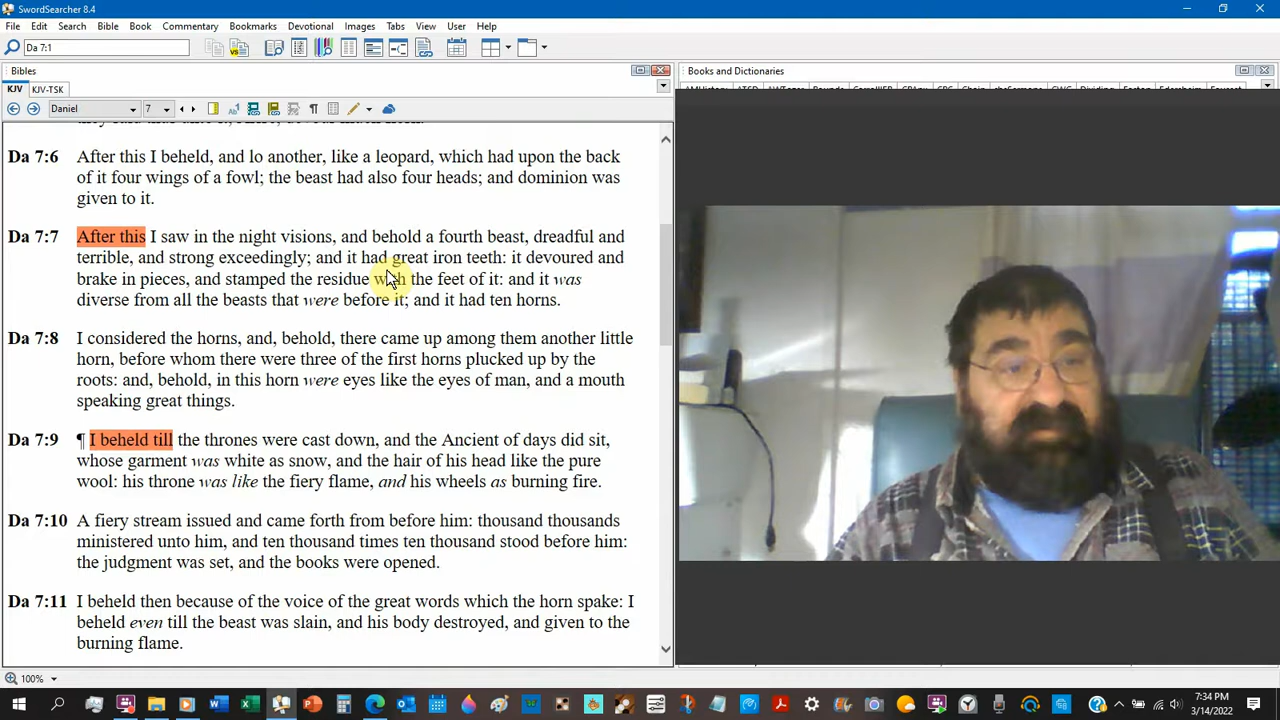 SwordSearcher 8.4
File Edit Search Bible Book Commentary Bookmarks Devotional Images Tabs View User Help
Da 7:1
Bibles
Books and Dictionaries
KJV KJV-TSK
Daniel 7
Da 7:6 After this I beheld, and lo another, like a leopard, which had upon the back
of it four wings of a fowl; the beast had also four heads; and dominion was
given to it.
Da 7:7 After this I saw in the night visions, and behold a fourth beast, dreadful and
terrible, and strong exceedingly; and it had great iron teeth: it devoured and
brake in pieces, and stamped the residue with the feet of it: and it was
diverse from all the beasts that were before it; and it had ten horns.
Da 7:8 I considered the horns, and, behold, there came up among them another little
horn, before whom there were three of the first horns plucked up by the
roots: and, behold, in this horn were eyes like the eyes of man, and a mouth
speaking great things.
Da 7:9 ¶ I beheld till the thrones were cast down, and the Ancient of days did sit,
whose garment was white as snow, and the hair of his head like the pure
wool: his throne was like the fiery flame, and his wheels as burning fire.
Da 7:10 A fiery stream issued and came forth from before him: thousand thousands
ministered unto him, and ten thousand times ten thousand stood before him:
the judgment was set, and the books were opened.
Da 7:11 I beheld then because of the voice of the great words which the horn spake: I
beheld even till the beast was slain, and his body destroyed, and given to the
burning flame.
100%
7:34 PM
3/14/2022